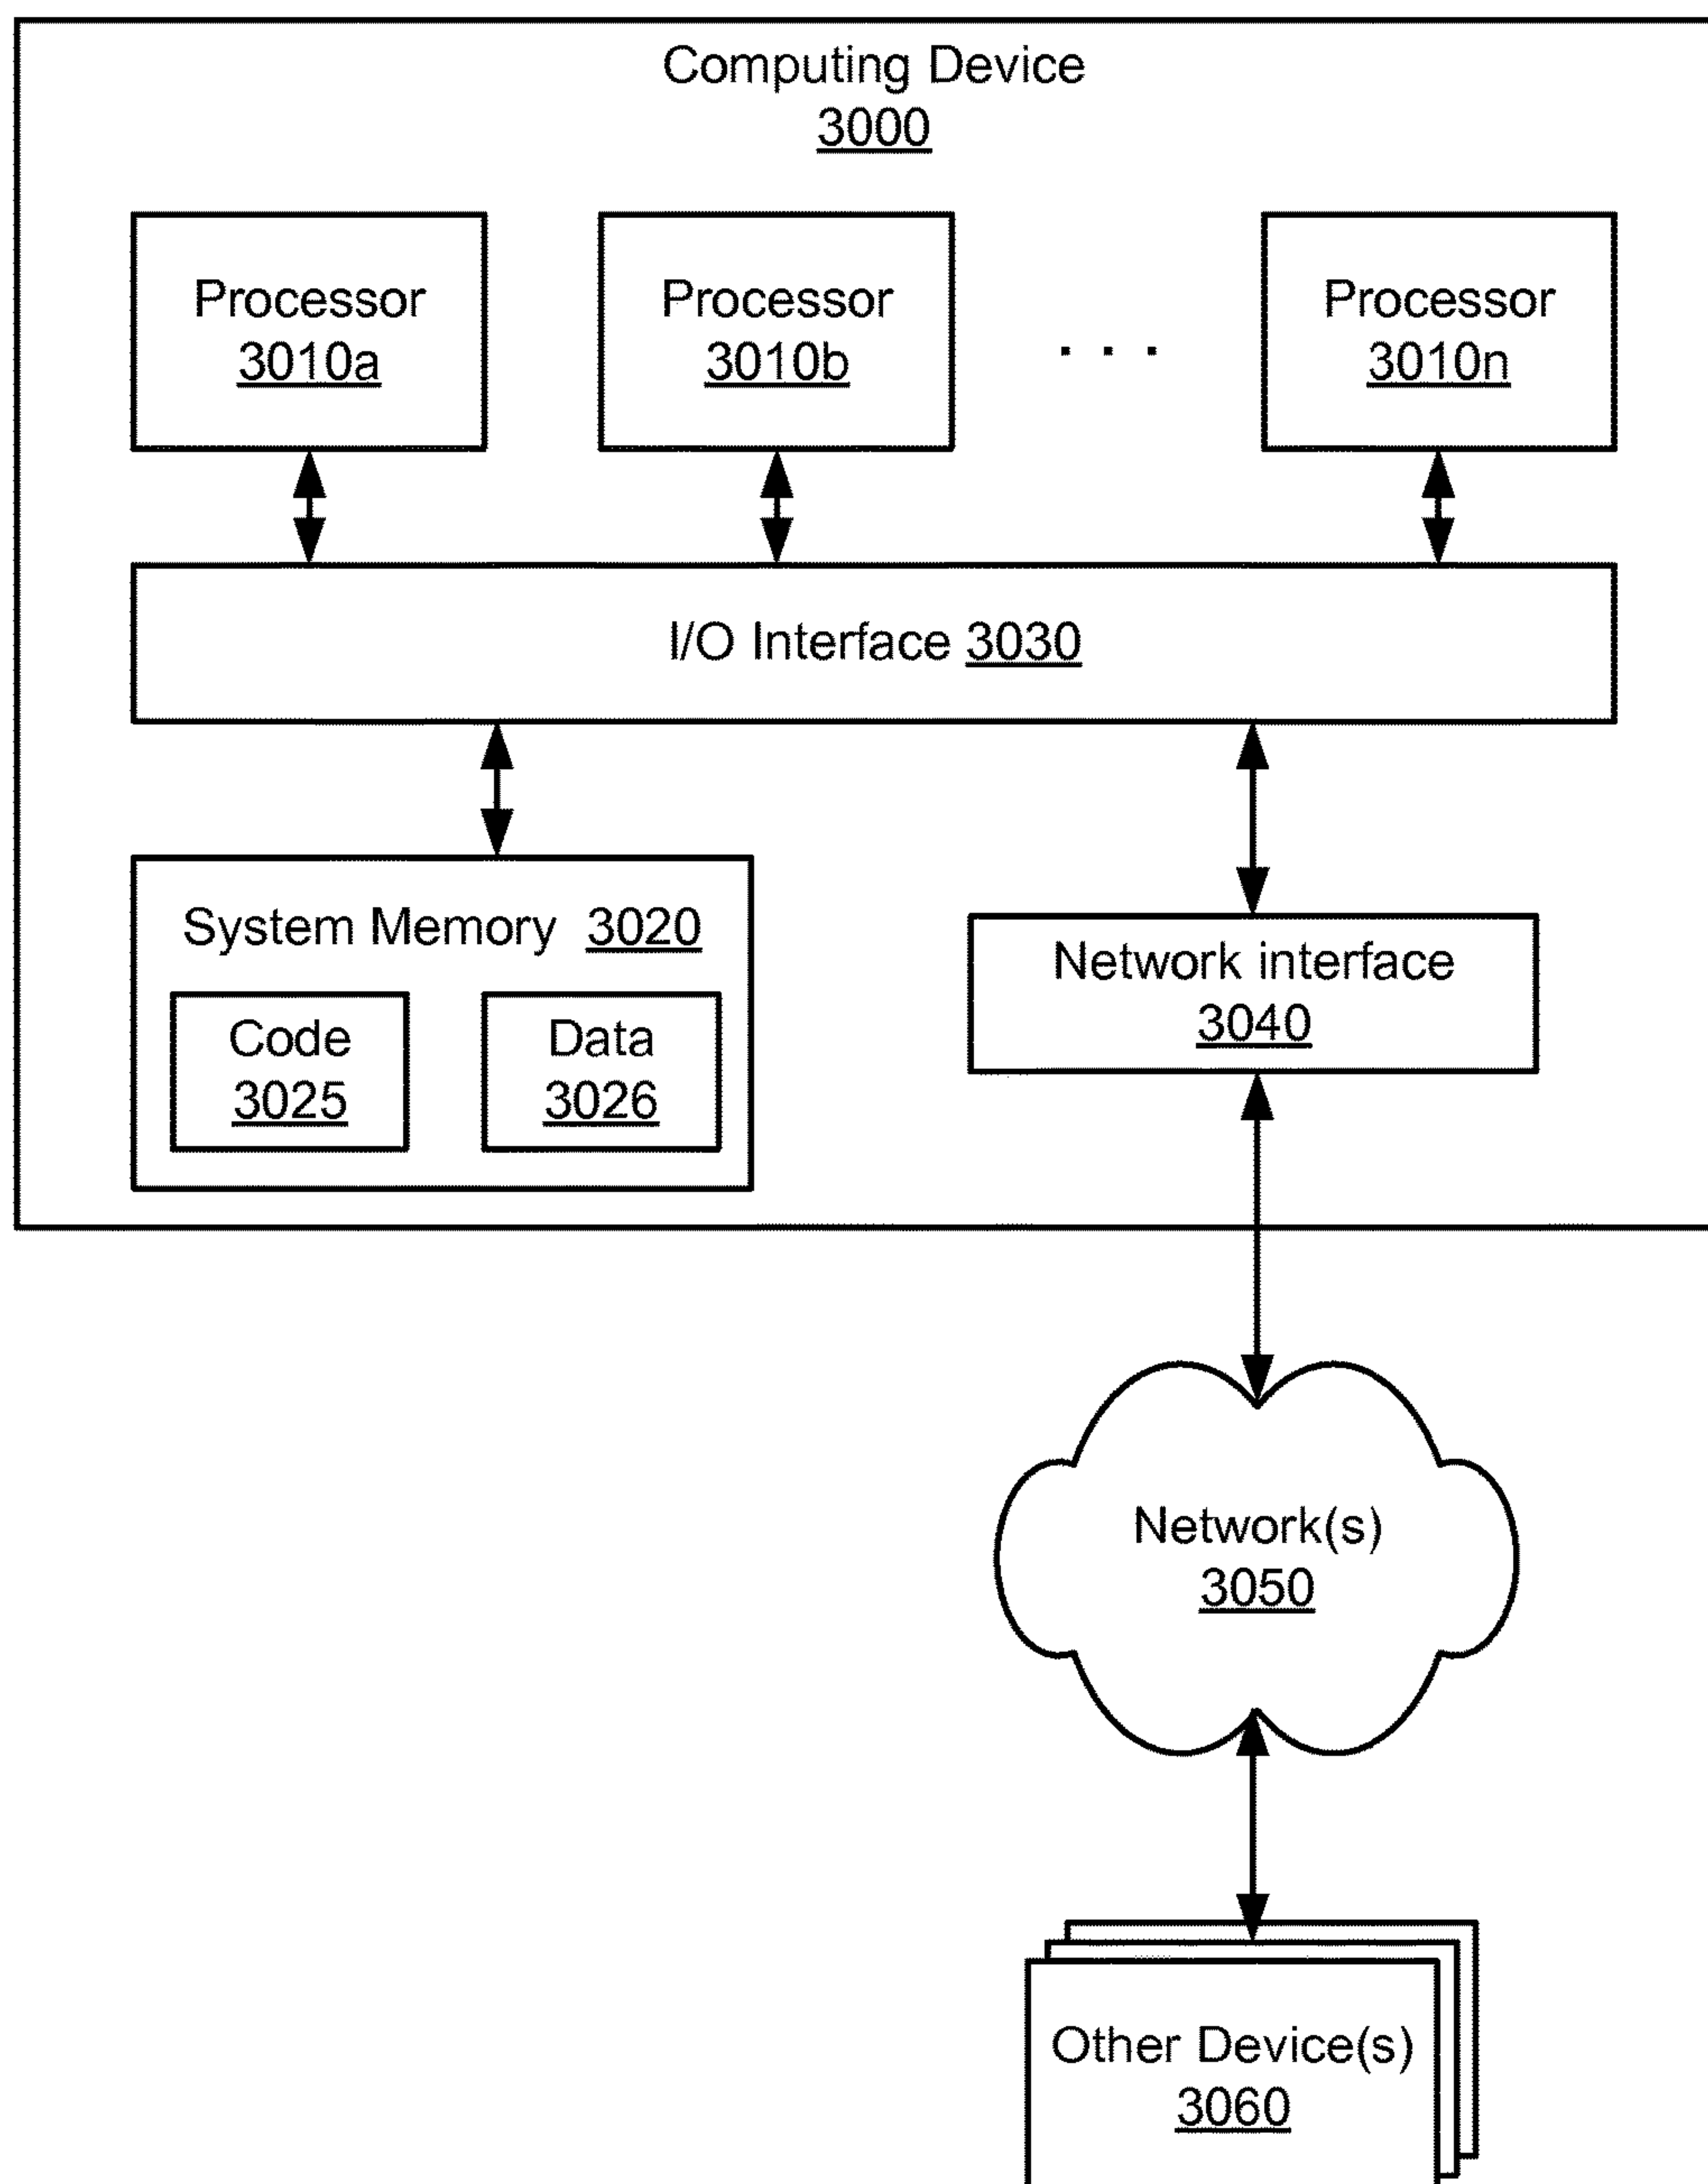 Computing Device
3000
Processor
3010a
Processor
3010b
. . .
Processor
3010n
I/O Interface 3030
System Memory 3020
Code
3025
Data
3026
Network interface
3040
Network(s)
3050
Other Device(s)
3060